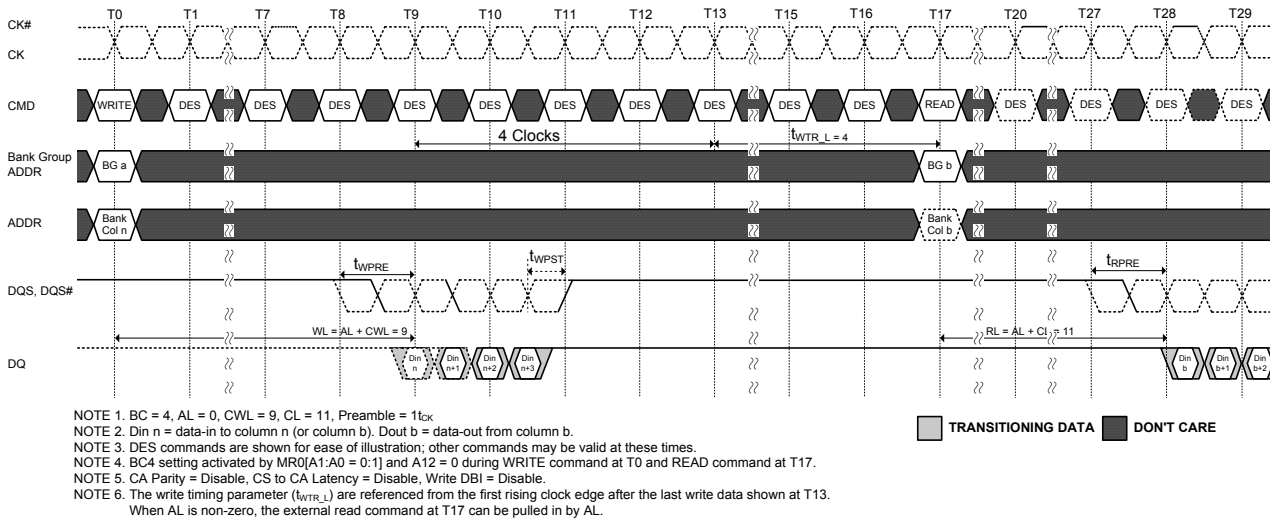 T0 T1 T7 T8 T9 T10 T11 T12 T13 T15 T16 T17 T20 T27 T28 T29
CK#
CK
CMD WRITE DES DES DES DES DES DES DES DES DES DES READ DES DES DES DES
4 Clocks tWTR_L = 4
Bank Group
ADDR
BG a BG b
ADDR
Bank
Col n
Bank
Col b
tWPRE tWPST tRPRE
DQS, DQS#
WL = AL + CWL = 9 RL = AL + CL = 11
DQ
Din
n
Din
n+1
Din
n+2
Din
n+3
Din
b
Din
b+1
Din
b+2
NOTE 1. BC = 4, AL = 0, CWL = 9, CL = 11, Preamble = 1tCK
NOTE 2. Din n = data-in to column n (or column b). Dout b = data-out from column b.
NOTE 3. DES commands are shown for ease of illustration; other commands may be valid at these times.
NOTE 4. BC4 setting activated by MR0[A1:A0 = 0:1] and A12 = 0 during WRITE command at T0 and READ command at T17.
NOTE 5. CA Parity = Disable, CS to CA Latency = Disable, Write DBI = Disable.
NOTE 6. The write timing parameter (tWTR_L) are referenced from the first rising clock edge after the last write data shown at T13.
When AL is non-zero, the external read command at T17 can be pulled in by AL.
TRANSITIONING DATA DON'T CARE